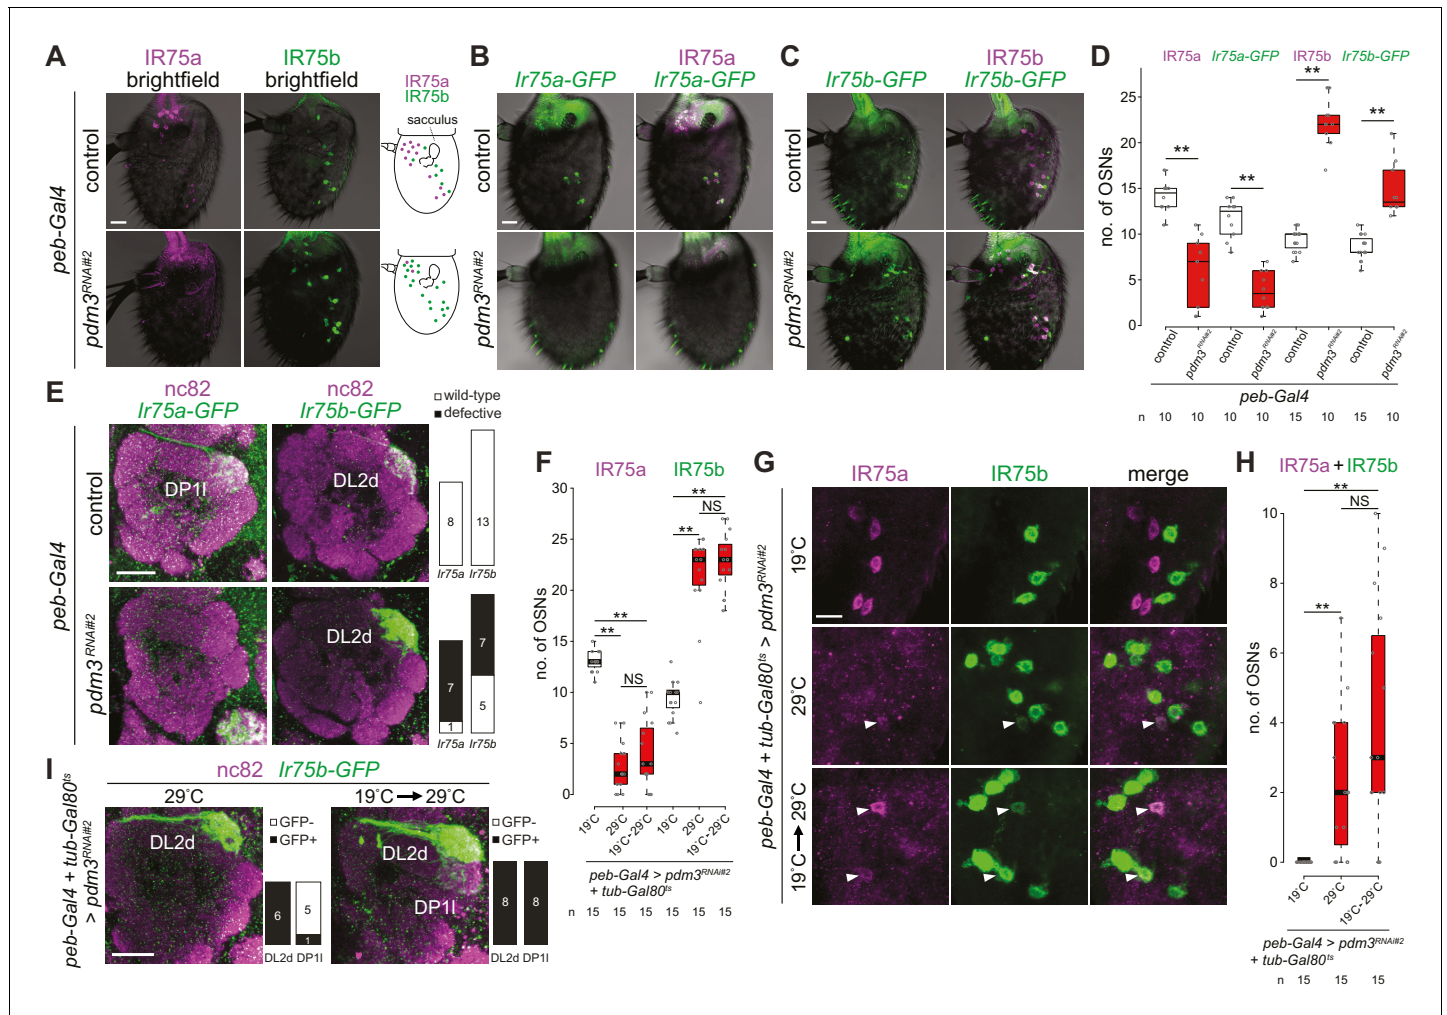 A
IR75a
brightfield
IR75b
brightfield
IR75a
IR75b
sacculus
peb-Gal4
control
pdm3RNAi#2
B
Ir75a-GFP
IR75a
Ir75a-GFP
control
pdm3RNAi#2
C
Ir75b-GFP
IR75b
Ir75b-GFP
control
pdm3RNAi#2
D
IR75a Ir75a-GFP IR75b Ir75b-GFP
no. of OSNs
25
20
15
10
5
0
** ** ** **
control pdm3RNAi#2 control pdm3RNAi#2 control pdm3RNAi#2 control pdm3RNAi#2
peb-Gal4
n 10 10 10 10 15 10 15 10
E
nc82
Ir75a-GFP
nc82
Ir75b-GFP
wild-type
defective
peb-Gal4
control
pdm3RNAi#2
DP1l
DL2d
8 13
Ir75a Ir75b
DL2d
7 1 7 5
Ir75a Ir75b
F
IR75a IR75b
no. of OSNs
30
25
20
15
10
5
0
** ** NS ** ** NS
19°C 29°C 19°C-29°C 19°C 29°C 19°C-29°C
peb-Gal4 > pdm3RNAi#2
+ tub-Gal80ts
n 15 15 15 15 15 15
G
IR75a IR75b merge
peb-Gal4 + tub-Gal80ts > pdm3RNAi#2
19°C
29°C
19°C → 29°C
H
IR75a + IR75b
no. of OSNs
10
8
6
4
2
0
** NS **
19°C 29°C 19°C-29°C
peb-Gal4 > pdm3RNAi#2
+ tub-Gal80ts
n 15 15 15
I
nc82 Ir75b-GFP
29°C
19°C → 29°C
peb-Gal4 + tub-Gal80ts
> pdm3RNAi#2
DL2d
GFP-
GFP+
6 5 1
DL2d DP1l
DL2d
DP1l
GFP-
GFP+
8 8
DL2d DP1l